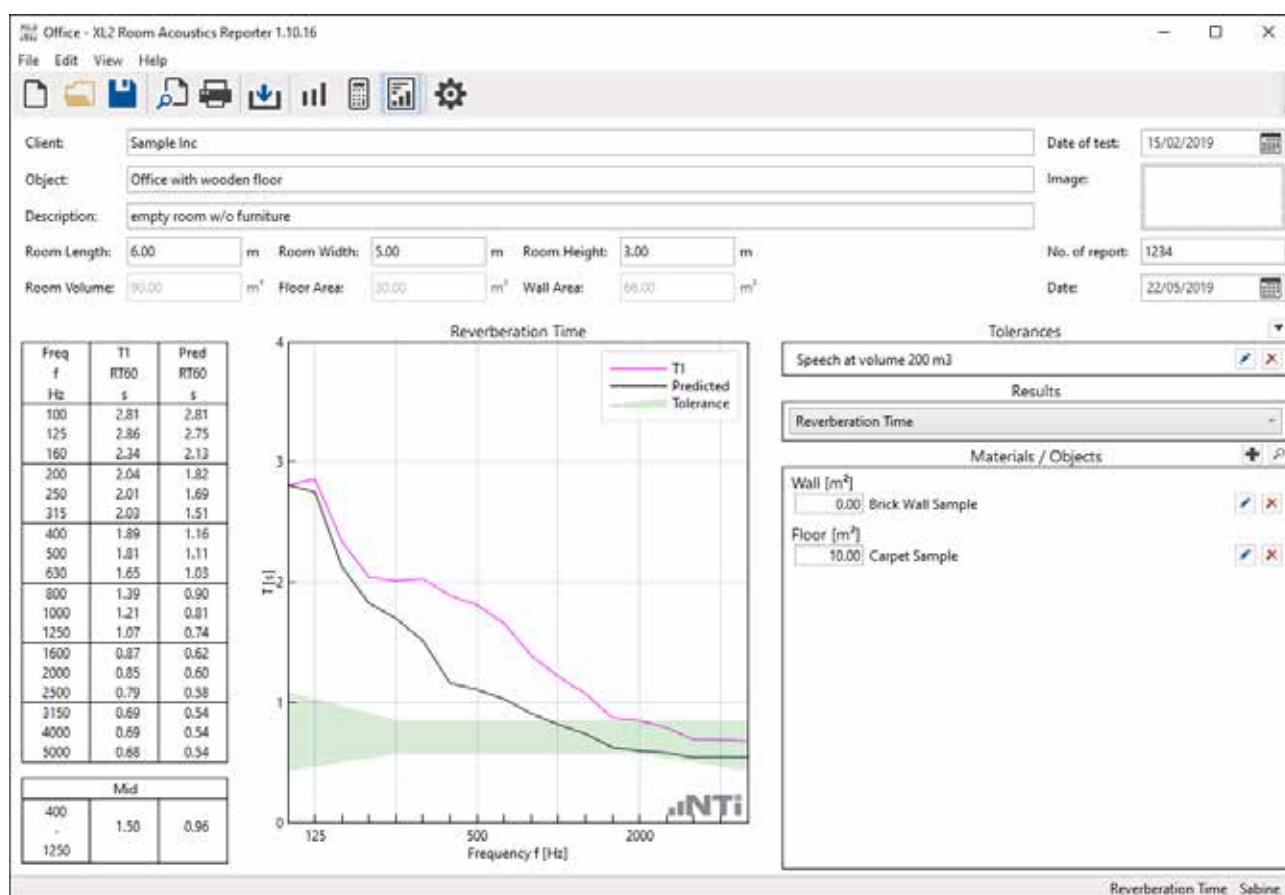 Office - XL2 Room Acoustics Reporter 1.10.16
File Edit View Help
Client: Sample Inc Date of test: 15/02/2019
Object: Office with wooden floor Image:
Description: empty room w/o furniture
Room Length: 6.00 m Room Width: 5.00 m Room Height: 3.00 m No. of report: 1234
Room Volume: 90.00 m³ Floor Area: 30.00 m² Wall Area: 66.00 m² Date: 22/05/2019
Freq T1 Pred
f RT60 RT60
Hz s s
100 2.81 2.81
125 2.86 2.75
160 2.34 2.13
200 2.04 1.82
250 2.01 1.69
315 2.03 1.51
400 1.89 1.16
500 1.81 1.11
630 1.65 1.03
800 1.39 0.90
1000 1.21 0.81
1250 1.07 0.74
1600 0.87 0.62
2000 0.85 0.60
2500 0.79 0.58
3150 0.69 0.54
4000 0.69 0.54
5000 0.68 0.54
Mid
400
- 1.50 0.96
1250
Reverberation Time
T1
Predicted
Tolerance
4
3
2
1
0
T [s]
125 500 2000
Frequency f [Hz]
NTi
Tolerances
Speech at volume 200 m3
Results
Reverberation Time
Materials / Objects
Wall [m²]
0.00 Brick Wall Sample
Floor [m²]
10.00 Carpet Sample
Reverberation Time Sabine